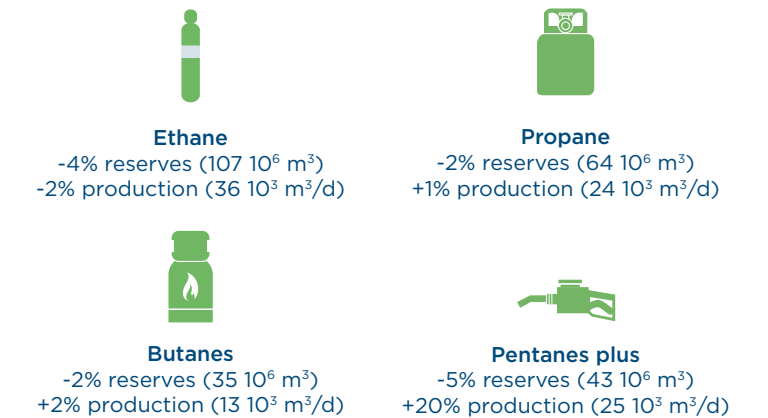 Ethane
-4% reserves (107 10⁶ m³)
-2% production (36 10³ m³/d)
Propane
-2% reserves (64 10⁶ m³)
+1% production (24 10³ m³/d)
Butanes
-2% reserves (35 10⁶ m³)
+2% production (13 10³ m³/d)
Pentanes plus
-5% reserves (43 10⁶ m³)
+20% production (25 10³ m³/d)